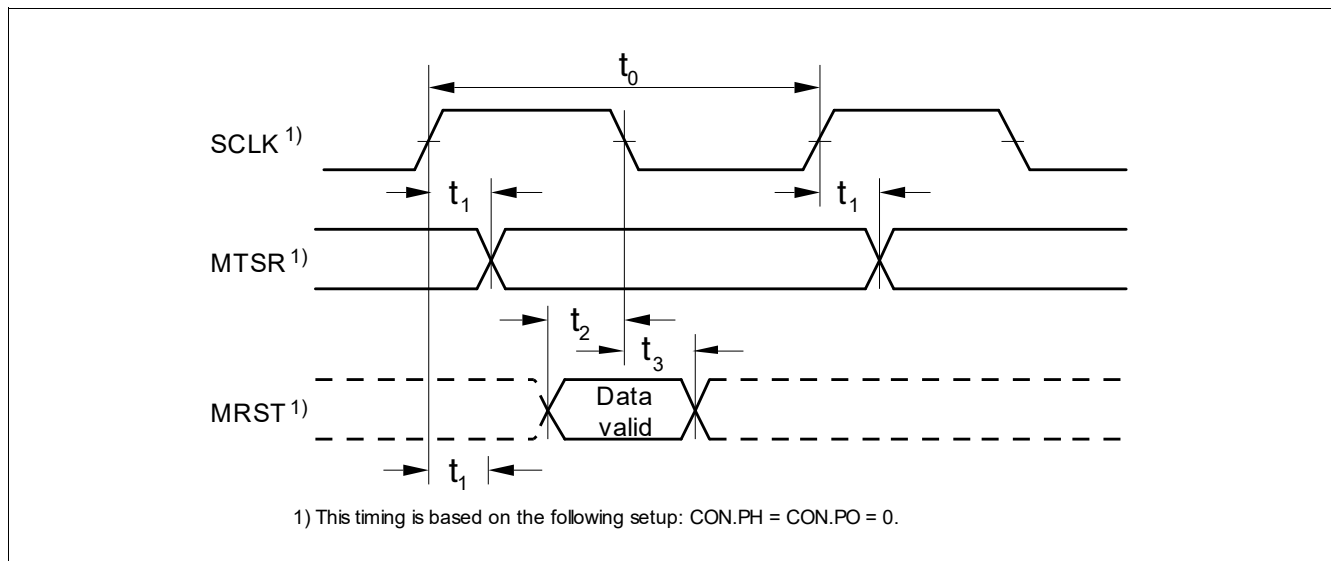 t0
SCLK 1)
t1
t1
MTSR 1)
t2
t3
MRST 1)
Data
valid
t1
1) This timing is based on the following setup: CON.PH = CON.PO = 0.